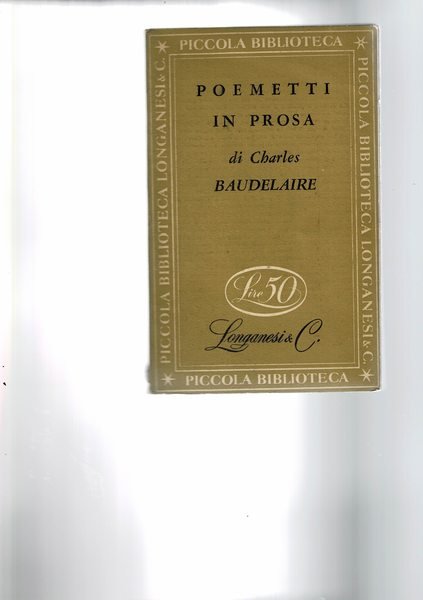 PICCOLA BIBLIOTECA
PICCOLA BIBLIOTECA LONGANESI & C.
PICCOLA BIBLIOTECA LONGANESI & C.
POEMETTI
IN PROSA
di Charles
BAUDELAIRE
Lire 50
Longanesi & C.
PICCOLA BIBLIOTECA